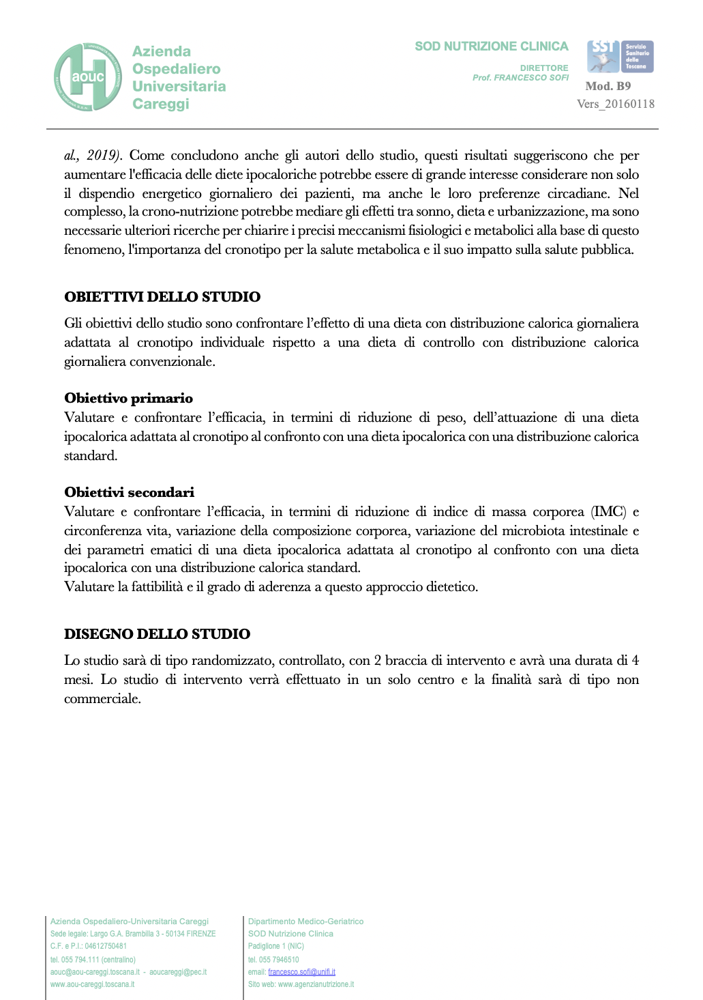 aouc
Azienda
Ospedaliero
Universitaria
Careggi
SOD NUTRIZIONE CLINICA
DIRETTORE
Prof. FRANCESCO SOFI
SST
Servizio
Sanitario
della
Toscana
Mod. B9
Vers_20160118
al., 2019). Come concludono anche gli autori dello studio, questi risultati suggeriscono che per
aumentare l'efficacia delle diete ipocaloriche potrebbe essere di grande interesse considerare non solo
il dispendio energetico giornaliero dei pazienti, ma anche le loro preferenze circadiane. Nel
complesso, la crono-nutrizione potrebbe mediare gli effetti tra sonno, dieta e urbanizzazione, ma sono
necessarie ulteriori ricerche per chiarire i precisi meccanismi fisiologici e metabolici alla base di questo
fenomeno, l'importanza del cronotipo per la salute metabolica e il suo impatto sulla salute pubblica.
OBIETTIVI DELLO STUDIO
Gli obiettivi dello studio sono confrontare l’effetto di una dieta con distribuzione calorica giornaliera
adattata al cronotipo individuale rispetto a una dieta di controllo con distribuzione calorica
giornaliera convenzionale.
Obiettivo primario
Valutare e confrontare l’efficacia, in termini di riduzione di peso, dell’attuazione di una dieta
ipocalorica adattata al cronotipo al confronto con una dieta ipocalorica con una distribuzione calorica
standard.
Obiettivi secondari
Valutare e confrontare l’efficacia, in termini di riduzione di indice di massa corporea (IMC) e
circonferenza vita, variazione della composizione corporea, variazione del microbiota intestinale e
dei parametri ematici di una dieta ipocalorica adattata al cronotipo al confronto con una dieta
ipocalorica con una distribuzione calorica standard.
Valutare la fattibilità e il grado di aderenza a questo approccio dietetico.
DISEGNO DELLO STUDIO
Lo studio sarà di tipo randomizzato, controllato, con 2 braccia di intervento e avrà una durata di 4
mesi. Lo studio di intervento verrà effettuato in un solo centro e la finalità sarà di tipo non
commerciale.
Azienda Ospedaliero-Universitaria Careggi
Sede legale: Largo G.A. Brambilla 3 - 50134 FIRENZE
C.F. e P.I.: 04612750481
tel. 055 794.111 (centralino)
aouc@aou-careggi.toscana.it - aoucareggi@pec.it
www.aou-careggi.toscana.it
Dipartimento Medico-Geriatrico
SOD Nutrizione Clinica
Padiglione 1 (NIC)
tel. 055 7946510
email: francesco.sofi@unifi.it
Sito web: www.agenzianutrizione.it